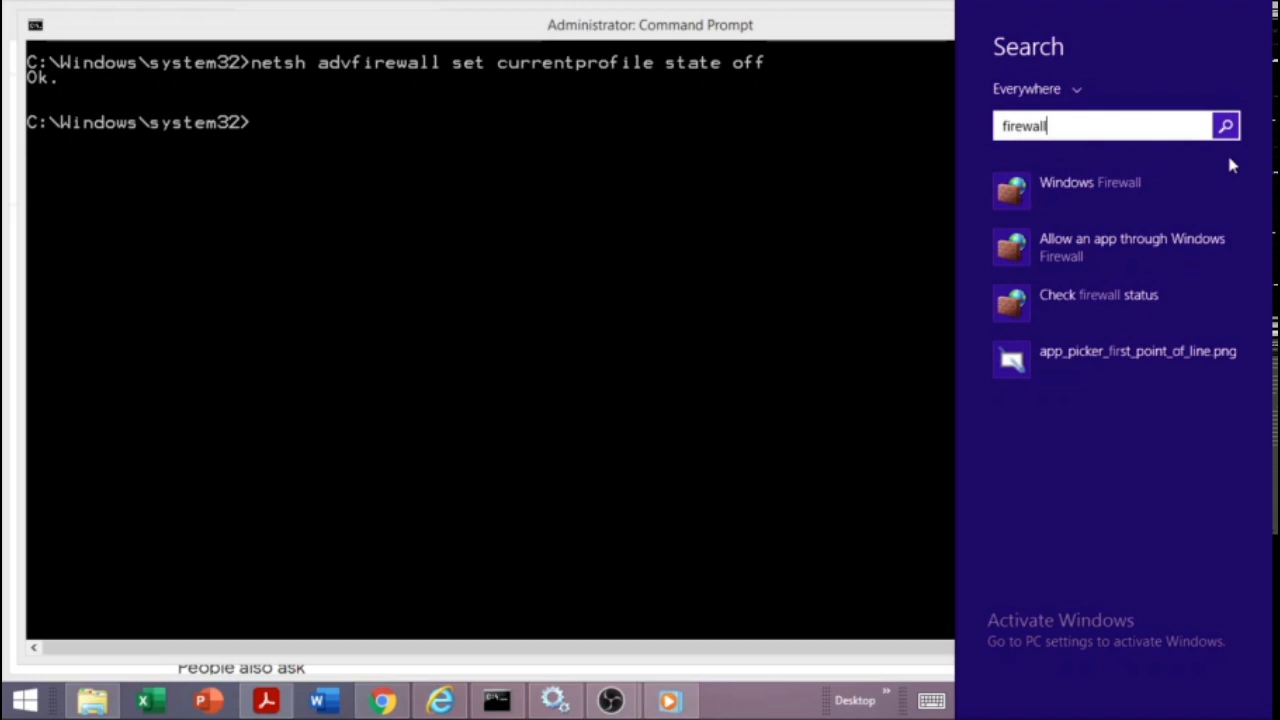 Administrator: Command Prompt
C:\Windows\system32>netsh advfirewall set currentprofile state off
Ok.
C:\Windows\system32>
Search
Everywhere
firewall
Windows Firewall
Allow an app through Windows
Firewall
Check firewall status
app_picker_first_point_of_line.png
Activate Windows
Go to PC settings to activate Windows.
People also ask
Desktop